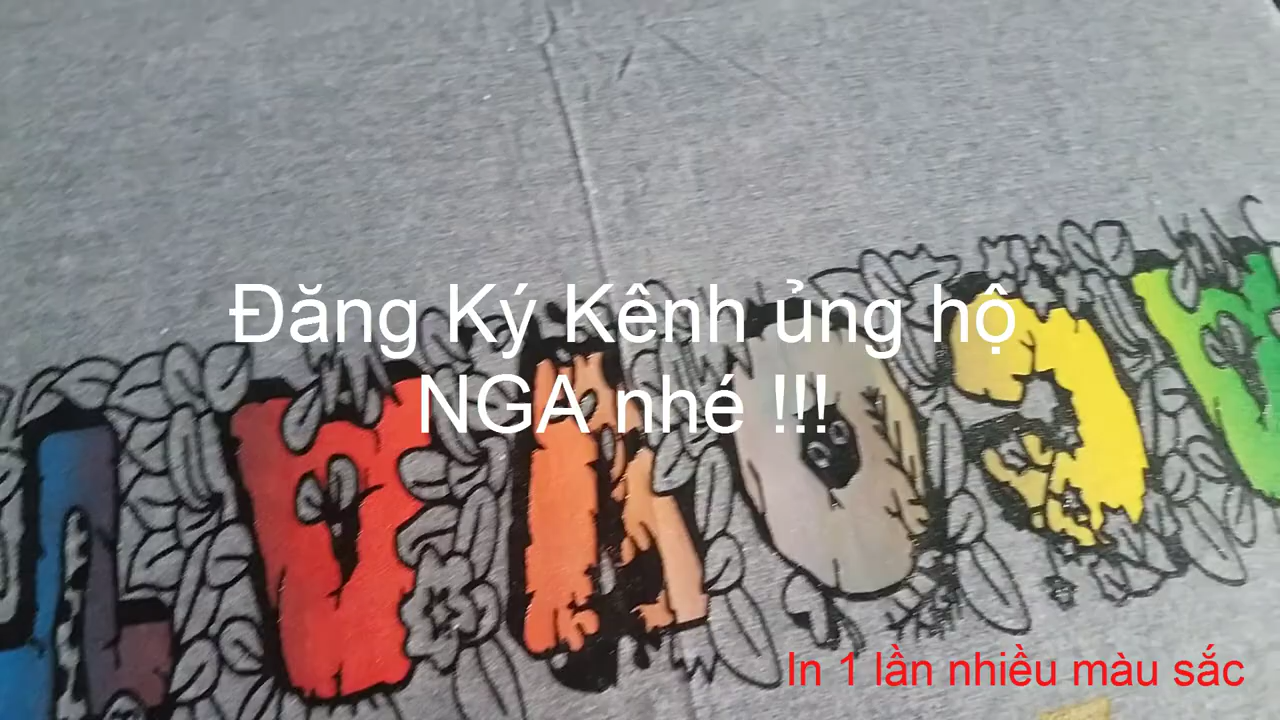 Đăng Ký Kênh ủng hộ
NGA nhé !!!
In 1 lần nhiều màu sắc